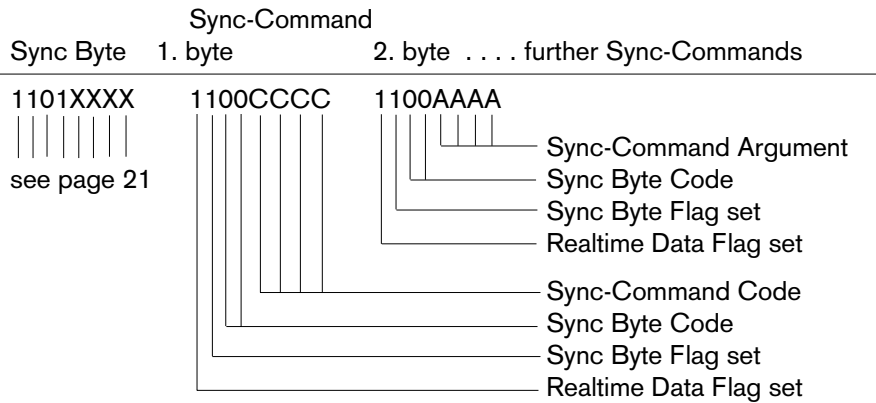 Sync-Command
Sync Byte 1. byte 2. byte . . . . further Sync-Commands
1101XXXX 1100CCCC 1100AAAA
Sync-Command Argument
see page 21 Sync Byte Code
Sync Byte Flag set
Realtime Data Flag set
Sync-Command Code
Sync Byte Code
Sync Byte Flag set
Realtime Data Flag set